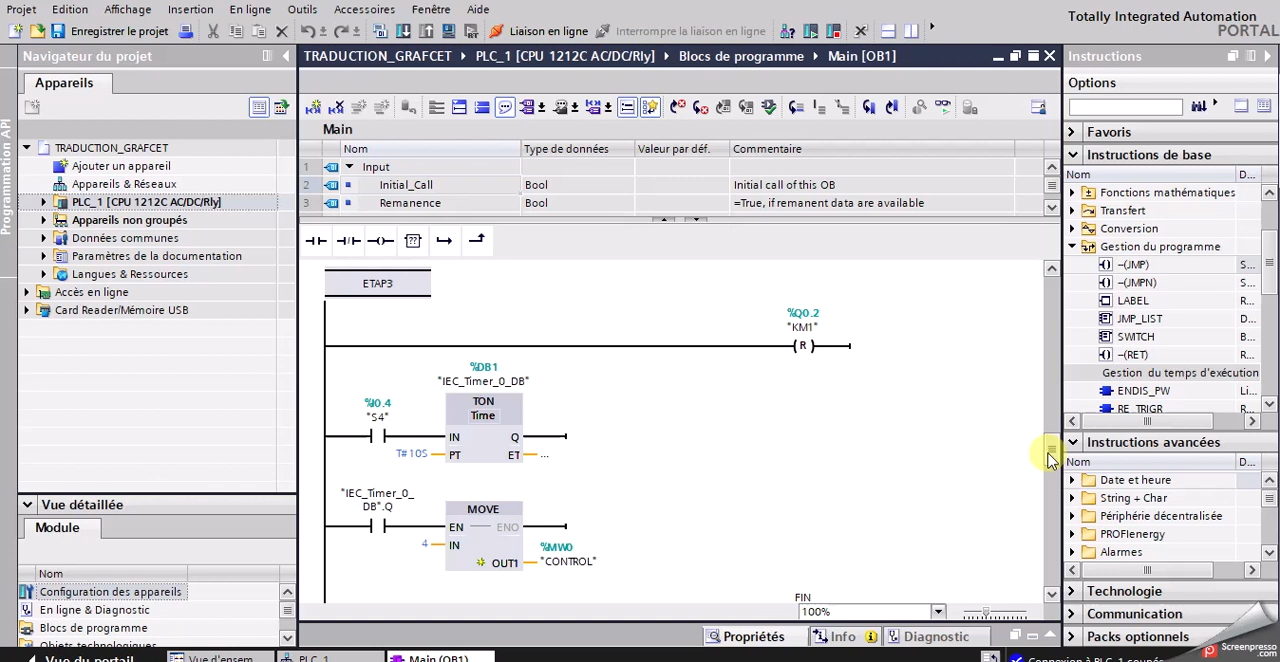 Projet Edition Affichage Insertion En ligne Outils Accessoires Fenêtre Aide
Totally Integrated Automation
PORTAL
Enregistrer le projet
Liaison en ligne
Interrompre la liaison en ligne
Navigateur du projet
TRADUCTION_GRAFCET PLC_1 [CPU 1212C AC/DC/Rly] Blocs de programme Main [OB1]
Instructions
Appareils
Options
Programmation API
Main
Favoris
Nom Type de données Valeur par déf. Commentaire
TRADUCTION_GRAFCET
Instructions de base
1 Input
Ajouter un appareil
Nom D...
2 Initial_Call Bool Initial call of this OB
Appareils & Réseaux
Fonctions mathématiques
3 Remanence Bool =True, if remanent data are available
PLC_1 [CPU 1212C AC/DC/Rly]
Transfert
Appareils non groupés
Conversion
Données communes
Gestion du programme
Paramètres de la documentation
–(JMP) S...
Langues & Ressources
–(JMPN) S...
Accès en ligne
LABEL R...
Card Reader/Mémoire USB
JMP_LIST D...
SWITCH B...
–(RET) R...
Gestion du temps d'exécution
ENDIS_PW Li...
RE_TRIGR R...
ETAP3
%Q0.2
"KM1"
( R )
%DB1
"IEC_Timer_0_DB"
TON
Time
%I0.4
"S4"
IN Q
T#10S PT ET ...
"IEC_Timer_0_
DB".Q
MOVE
EN ENO
4 IN
%MW0
OUT1 "CONTROL"
FIN
100%
Instructions avancées
Nom D...
Date et heure
String + Char
Périphérie décentralisée
PROFIenergy
Alarmes
Technologie
Communication
Packs optionnels
Vue détaillée
Module
Nom
Configuration des appareils
En ligne & Diagnostic
Blocs de programme
Objets technologiques
Propriétés Info Diagnostic
Vue du portail Vue d'ensem... PLC_1 Main (OB1)
Connexion à PLC_1 coupée
Screenpresso
.com